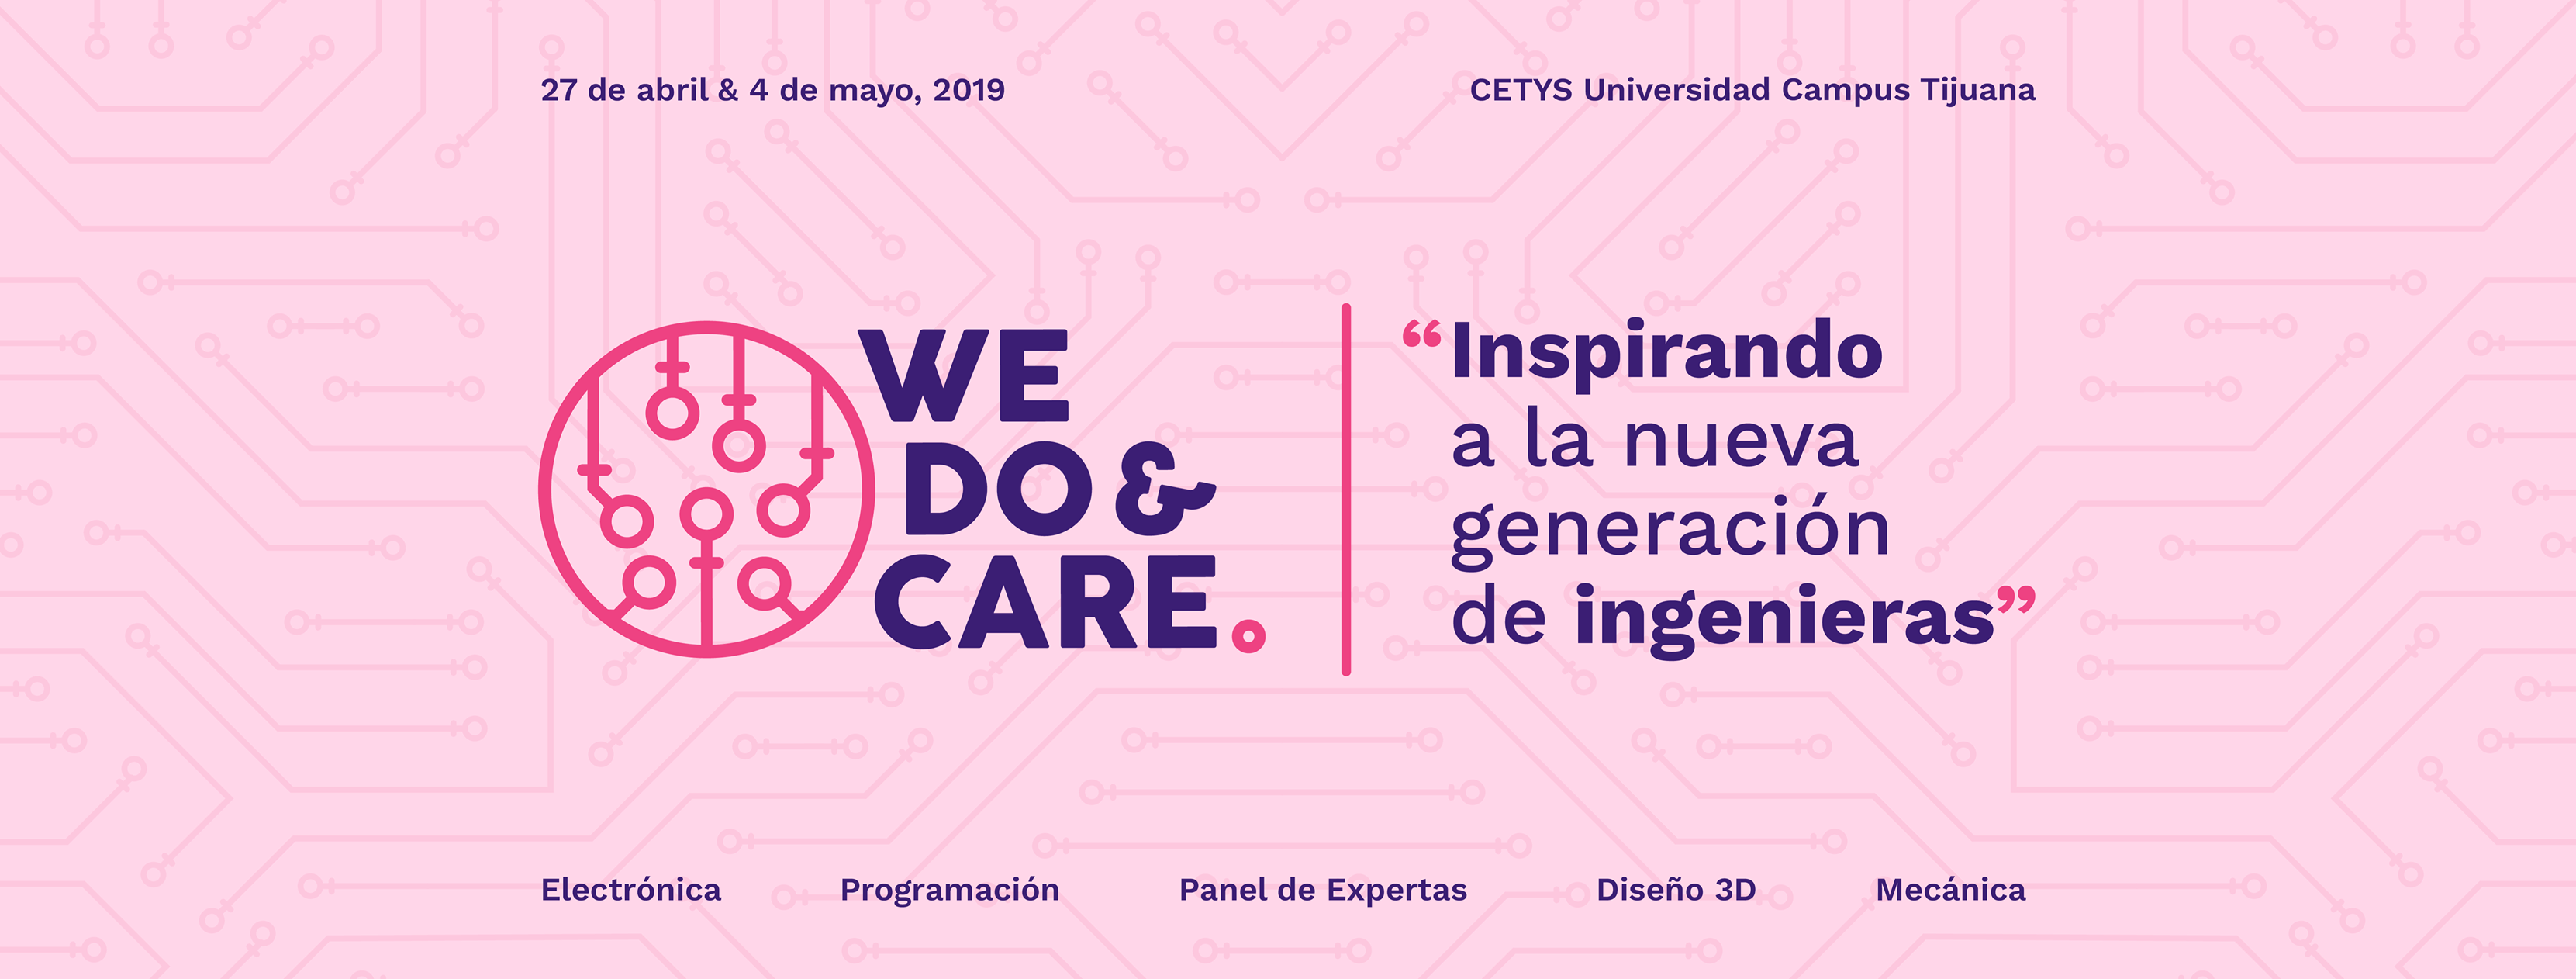 27 de abril & 4 de mayo, 2019
CETYS Universidad Campus Tijuana
WE
DO &
CARE.
“Inspirando
a la nueva
generación
de ingenieras”
Electrónica
Programación
Panel de Expertas
Diseño 3D
Mecánica